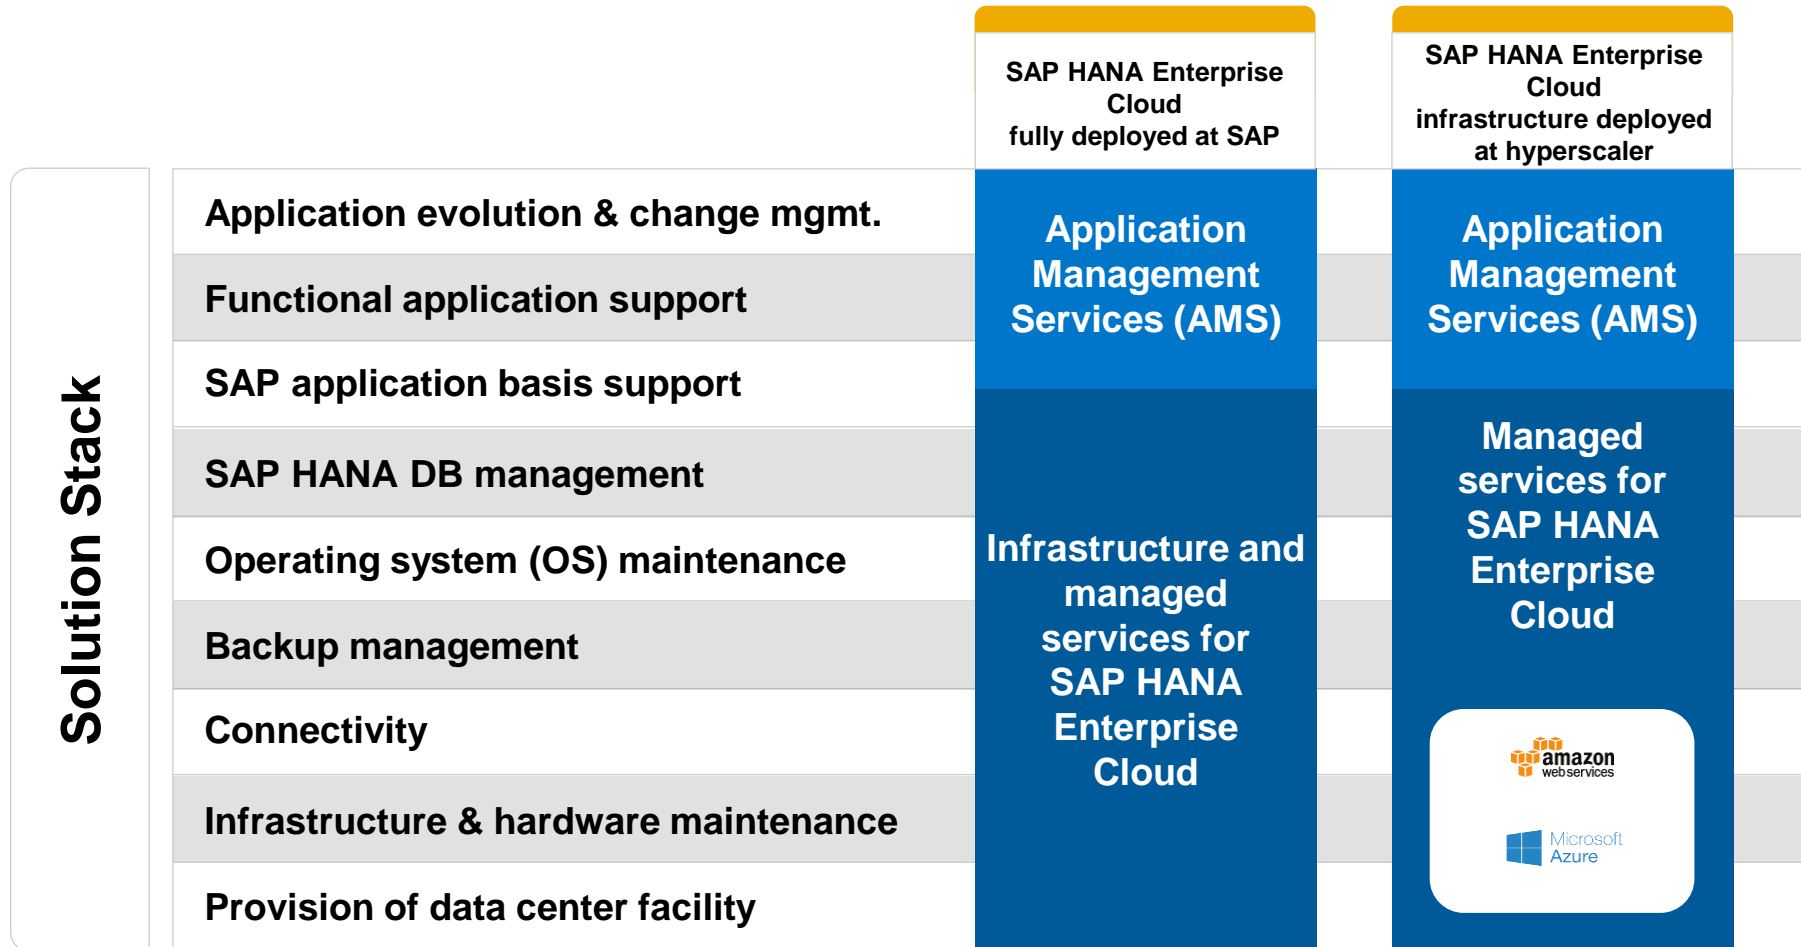 SAP HANA Enterprise
Cloud
fully deployed at SAP
SAP HANA Enterprise
Cloud
infrastructure deployed
at hyperscaler
Solution Stack
Application evolution & change mgmt.
Functional application support
SAP application basis support
SAP HANA DB management
Operating system (OS) maintenance
Backup management
Connectivity
Infrastructure & hardware maintenance
Provision of data center facility
Application
Management
Services (AMS)
Infrastructure and
managed
services for
SAP HANA
Enterprise
Cloud
Application
Management
Services (AMS)
Managed
services for
SAP HANA
Enterprise
Cloud
amazon
webservices
Microsoft
Azure